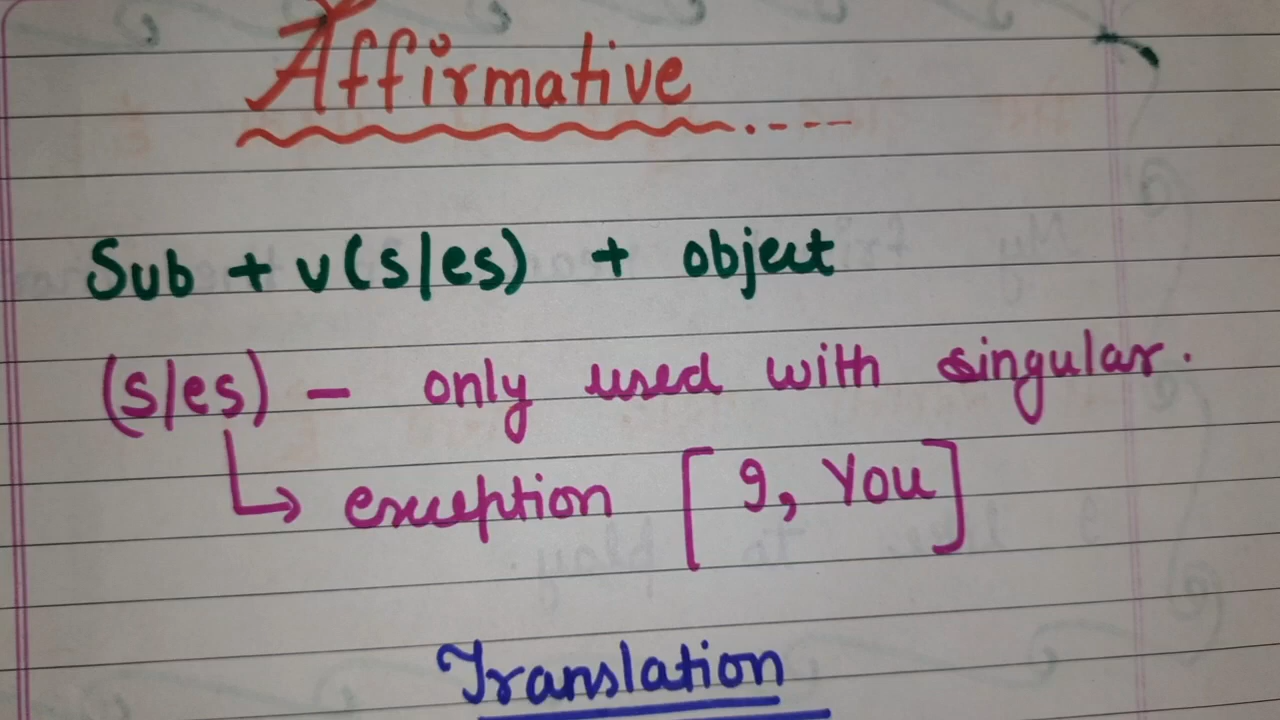 Affirmative
Sub + v(s/es) + object
(s/es) - only used with singular.
↳ exception [I, You]
Translation